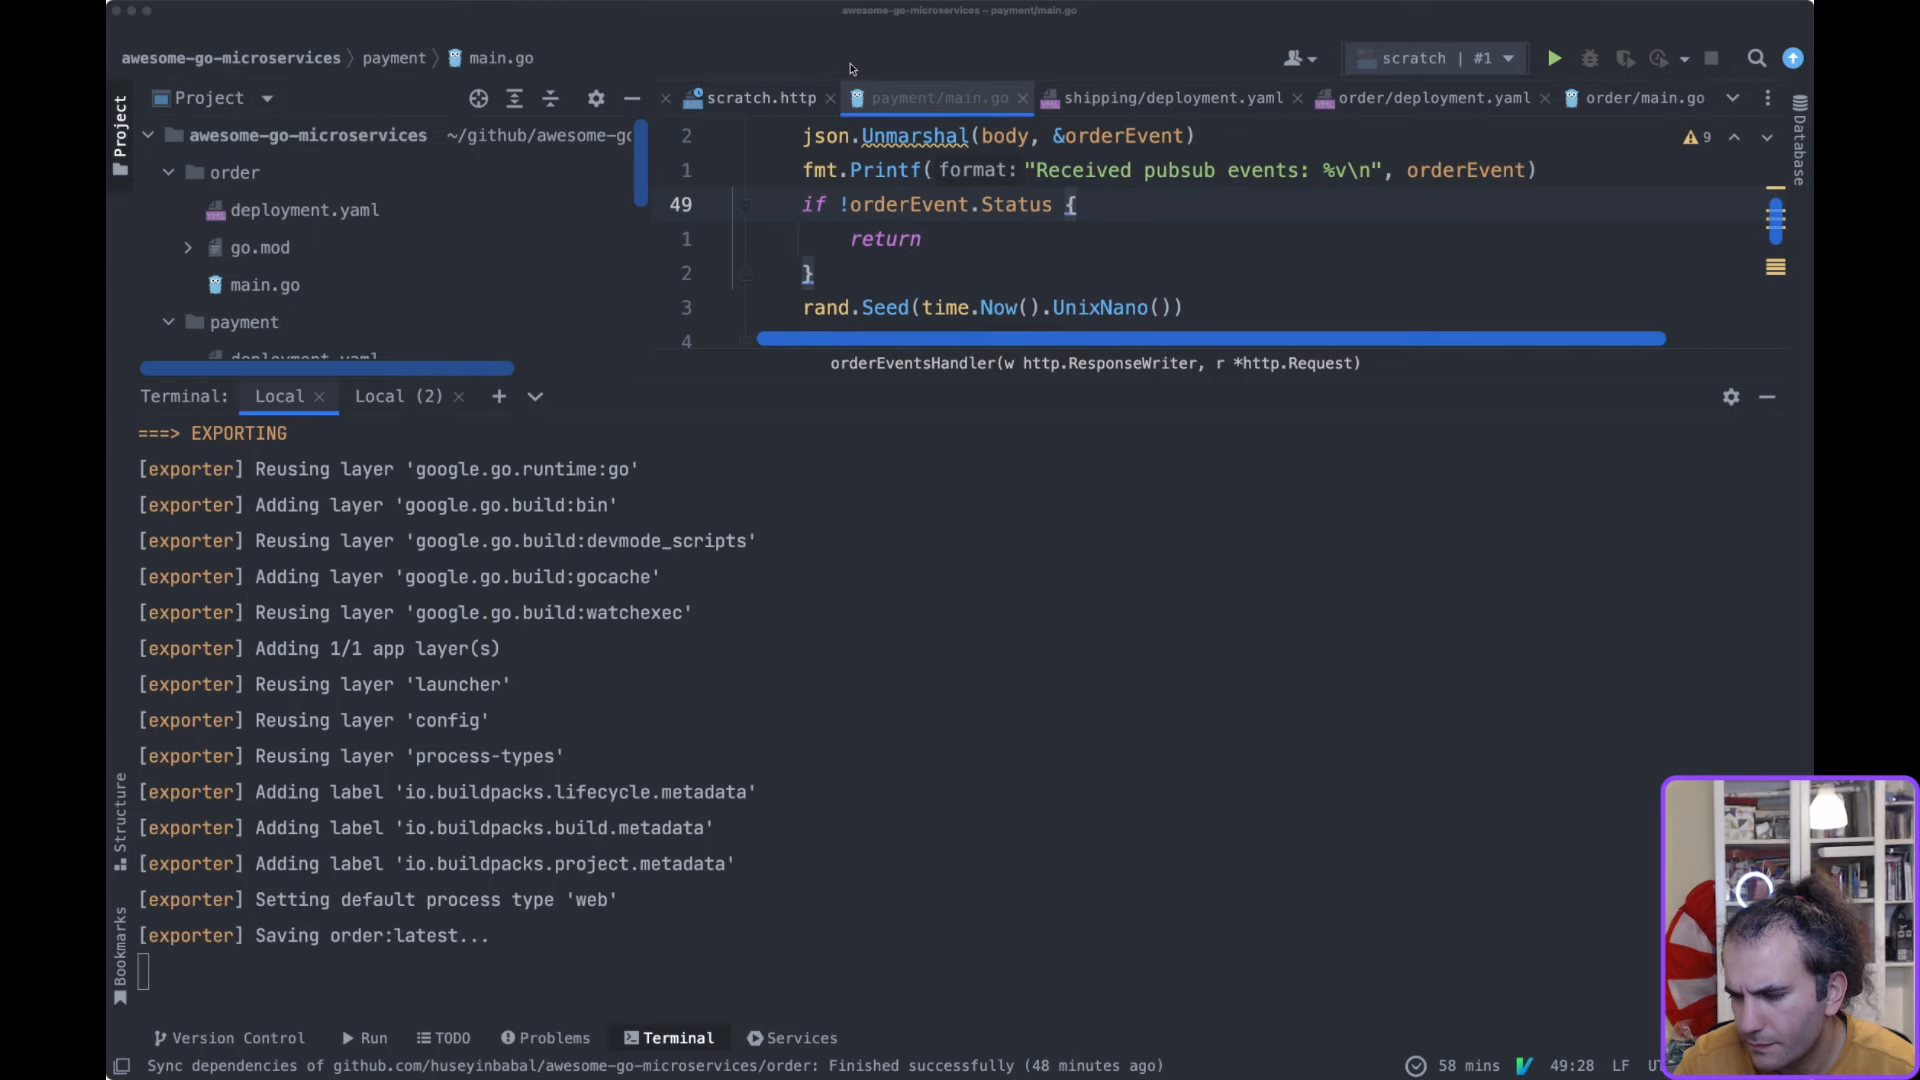 awesome-go-microservices – payment/main.go
awesome-go-microservices 〉 payment 〉 main.go
scratch | #1
Project
scratch.http
payment/main.go
shipping/deployment.yaml
order/deployment.yaml
order/main.go
Project
Database
awesome-go-microservices ~/github/awesome-go
order
deployment.yaml
go.mod
main.go
payment
deployment.yaml
2 json.Unmarshal(body, &orderEvent)
9
1 fmt.Printf( format: "Received pubsub events: %v\n", orderEvent)
49 if !orderEvent.Status {
1 return
2 }
3 rand.Seed(time.Now().UnixNano())
4
orderEventsHandler(w http.ResponseWriter, r *http.Request)
Terminal: Local Local (2)
===> EXPORTING
[exporter] Reusing layer 'google.go.runtime:go'
[exporter] Adding layer 'google.go.build:bin'
[exporter] Reusing layer 'google.go.build:devmode_scripts'
[exporter] Adding layer 'google.go.build:gocache'
[exporter] Reusing layer 'google.go.build:watchexec'
[exporter] Adding 1/1 app layer(s)
[exporter] Reusing layer 'launcher'
[exporter] Reusing layer 'config'
[exporter] Reusing layer 'process-types'
[exporter] Adding label 'io.buildpacks.lifecycle.metadata'
[exporter] Adding label 'io.buildpacks.build.metadata'
[exporter] Adding label 'io.buildpacks.project.metadata'
[exporter] Setting default process type 'web'
[exporter] Saving order:latest...
Structure
Bookmarks
Version Control Run TODO Problems Terminal Services
Sync dependencies of github.com/huseyinbabal/awesome-go-microservices/order: Finished successfully (48 minutes ago)
58 mins 49:28 LF